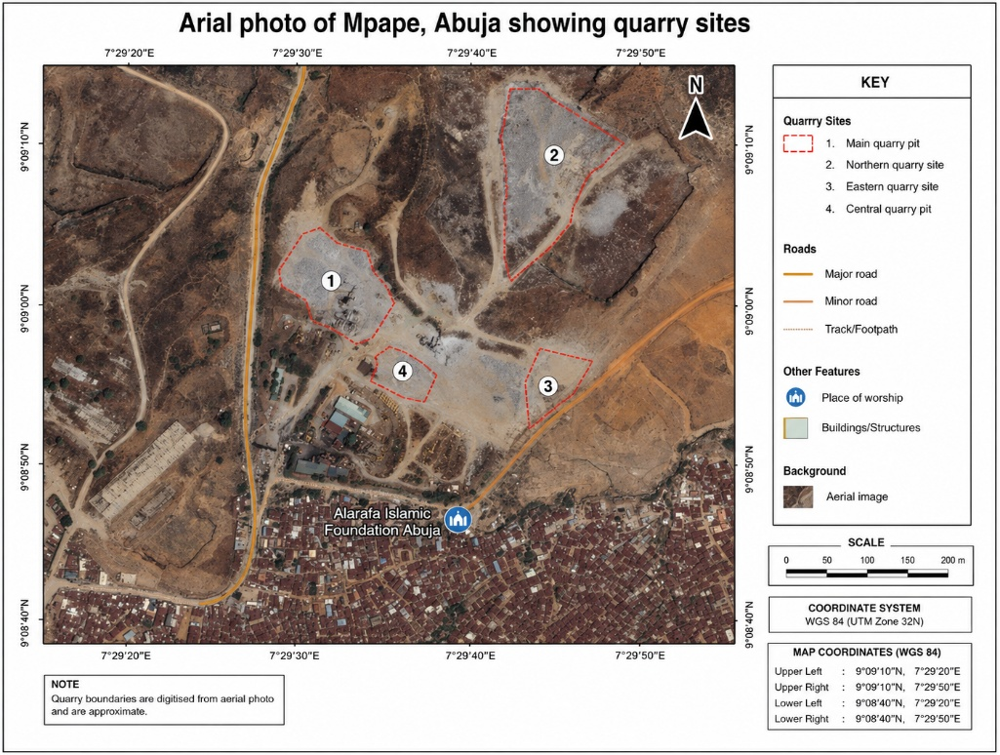 Arial photo of Mpape, Abuja showing quarry sites
7°29'20"E 7°29'30"E 7°29'40"E 7°29'50"E
9°09'10"N
9°09'00"N
9°08'50"N
9°08'40"N
N
1
2
3
4
Alarafa Islamic
Foundation Abuja
9°09'01"N
9°09'00"N
9°08'05"N
9°08'40"N
7°29'20"E 7°29'30"E 7°29'40"E 7°29'50"E
KEY
Quarrry Sites
1. Main quarry pit
2. Northern quarry site
3. Eastern quarry site
4. Central quarry pit
Roads
Major road
Minor road
Track/Footpath
Other Features
Place of worship
Buildings/Structures
Background
Aerial image
SCALE
0 50 100 150 200 m
COORDINATE SYSTEM
WGS 84 (UTM Zone 32N)
MAP COORDINATES (WGS 84)
Upper Left : 9°09'10"N, 7°29'20"E
Upper Right : 9°09'10"N, 7°29'50"E
Lower Left : 9°08'40"N, 7°29'20"E
Lower Right : 9°08'40"N, 7°29'50"E
NOTE
Quarry boundaries are digitised from aerial photo
and are approximate.